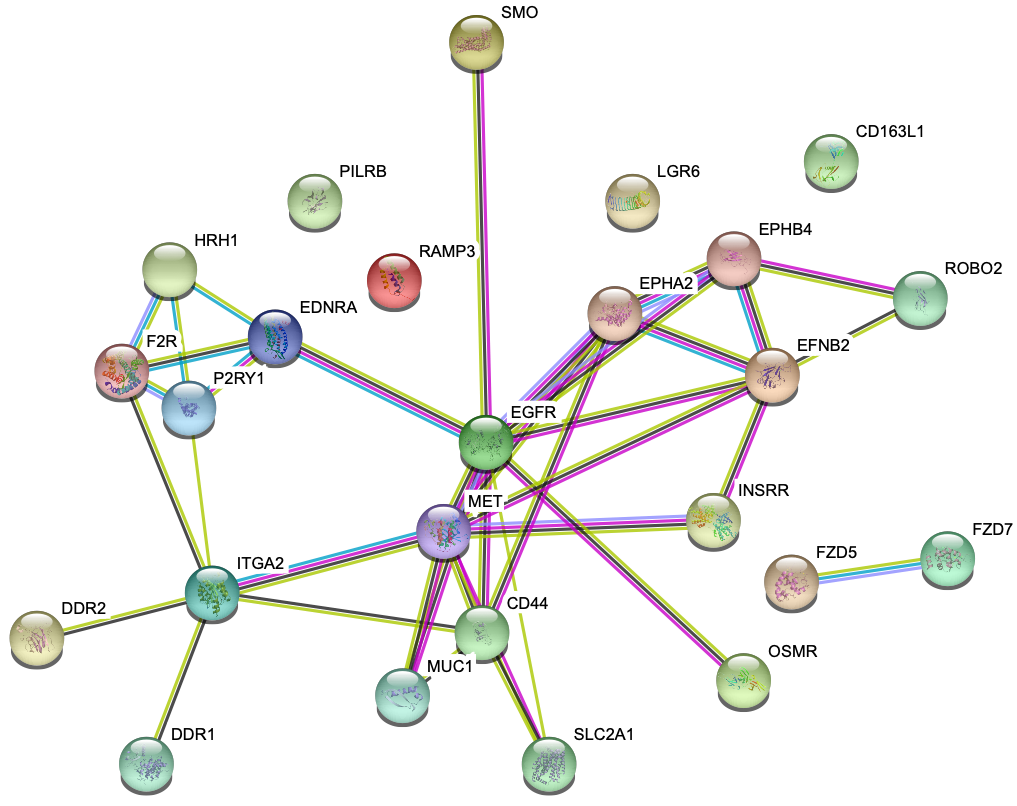 SMO
CD163L1
PILRB
LGR6
HRH1
EPHB4
RAMP3
ROBO2
EPHA2
EDNRA
F2R
EFNB2
P2RY1
EGFR
INSRR
MET
FZD7
FZD5
ITGA2
CD44
DDR2
OSMR
MUC1
DDR1
SLC2A1